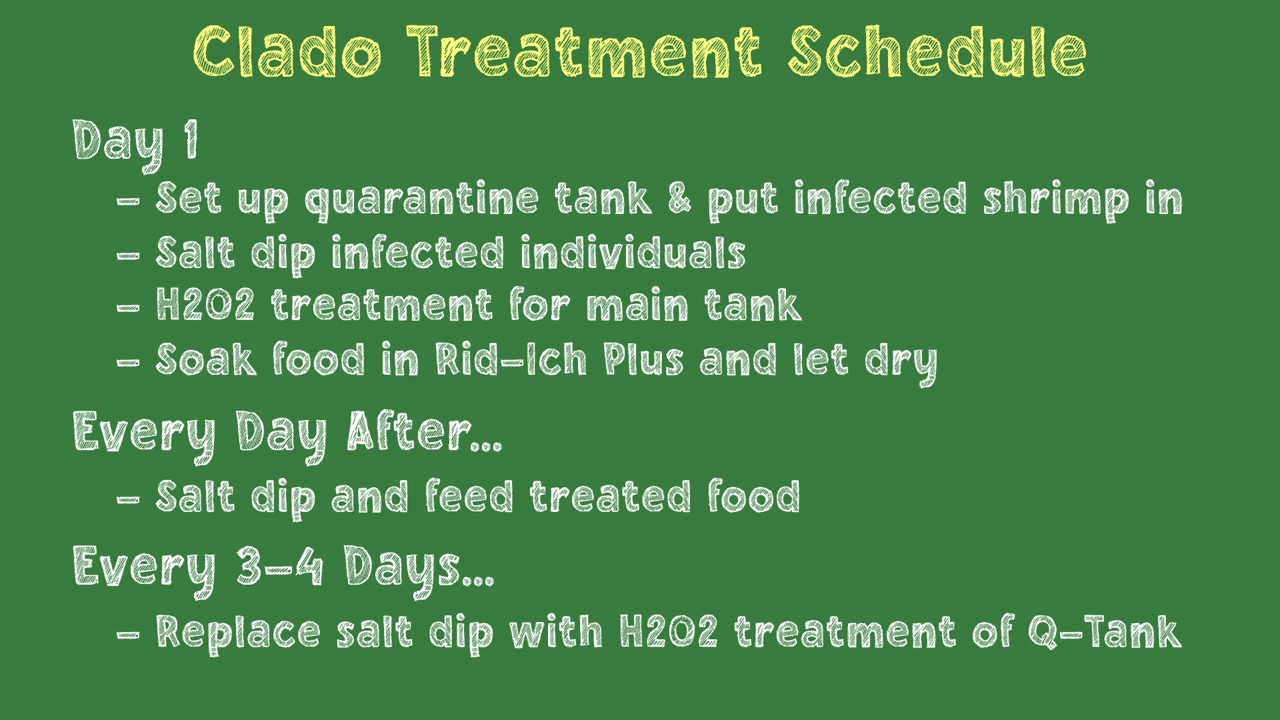 Clado Treatment Schedule
Day 1
- Set up quarantine tank & put infected shrimp in
- Salt dip infected individuals
- H2O2 treatment for main tank
- Soak food in Rid-Ich Plus and let dry
Every Day After...
- Salt dip and feed treated food
Every 3-4 Days...
- Replace salt dip with H2O2 treatment of Q-Tank